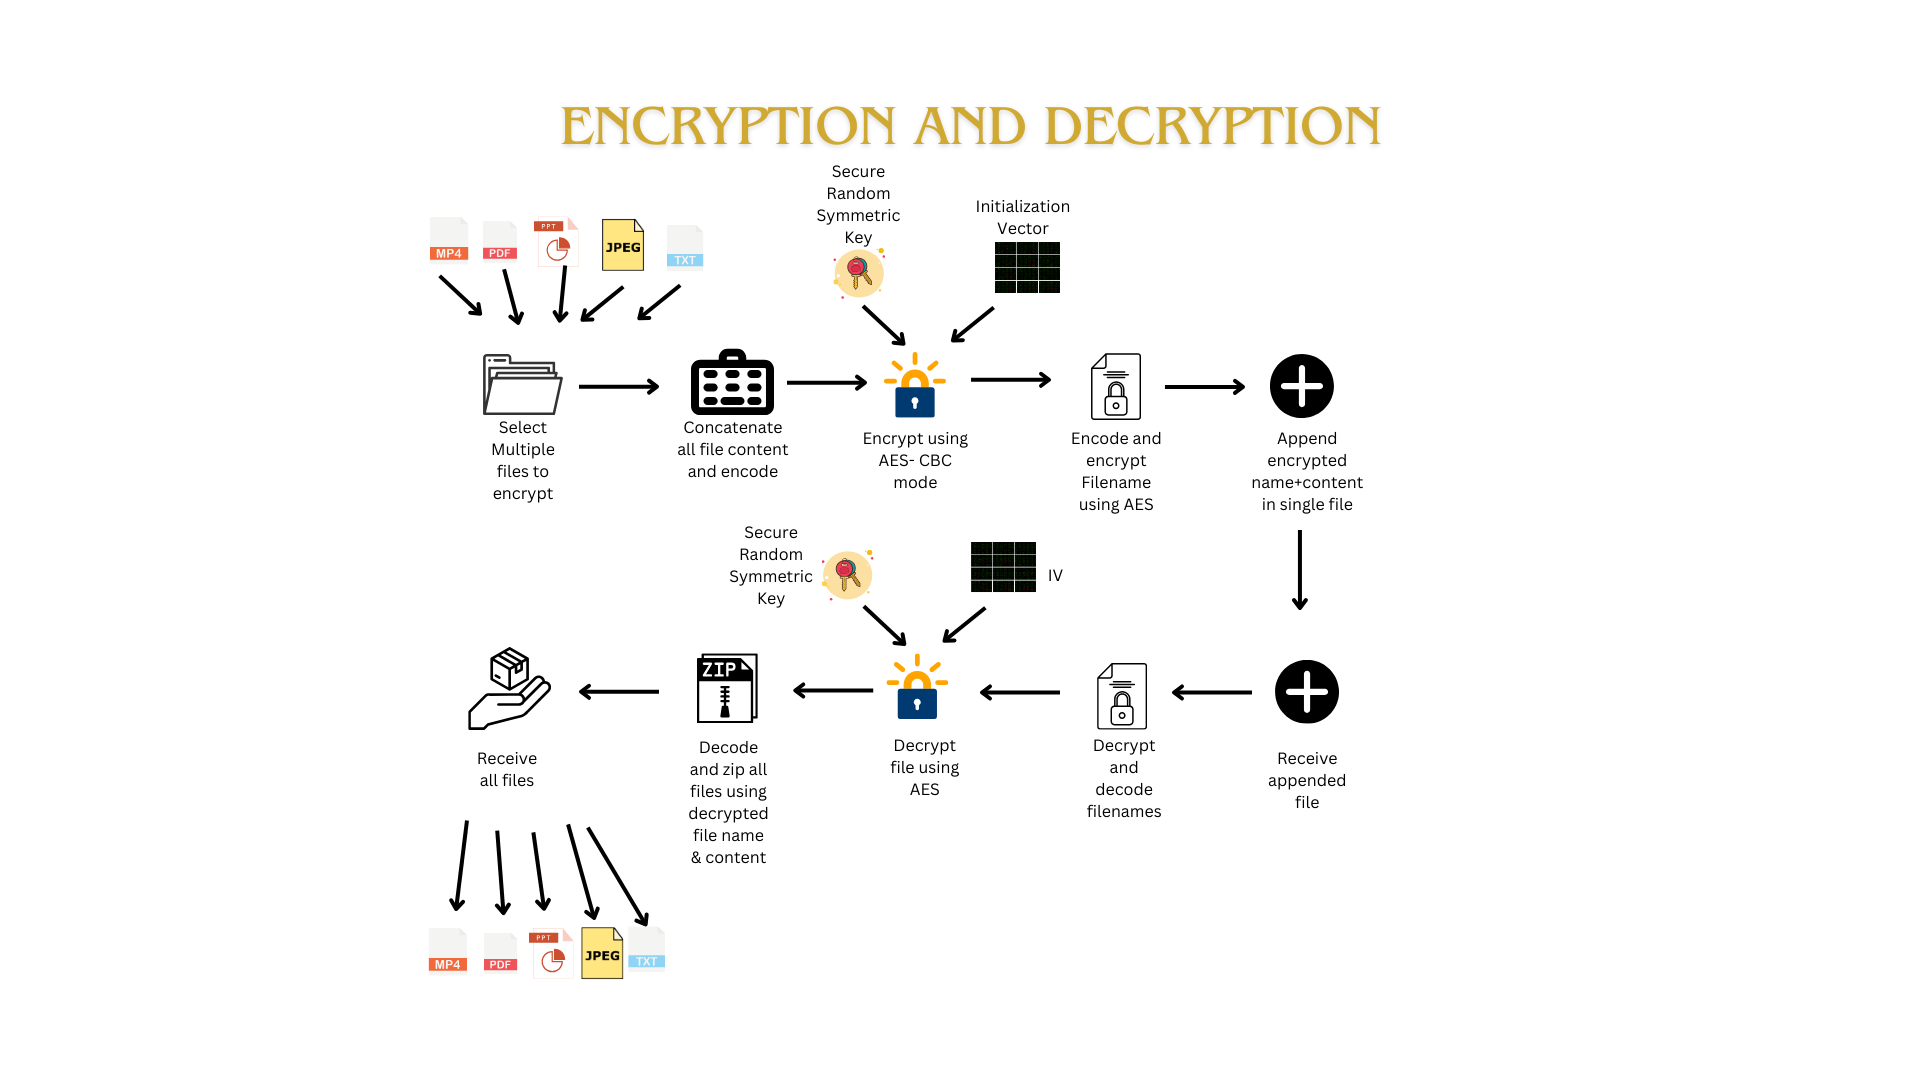 ENCRYPTION AND DECRYPTION
Secure
Random
Symmetric
Key
Initialization
Vector
MP4
PDF
PPT
JPEG
TXT
Select
Multiple
files to
encrypt
Concatenate
all file content
and encode
Encrypt using
AES- CBC
mode
Encode and
encrypt
Filename
using AES
Append
encrypted
name+content
in single file
Secure
Random
Symmetric
Key
IV
Receive
appended
file
Decrypt
and
decode
filenames
Decrypt
file using
AES
ZIP
Decode
and zip all
files using
decrypted
file name
& content
Receive
all files
MP4
PDF
PPT
JPEG
TXT